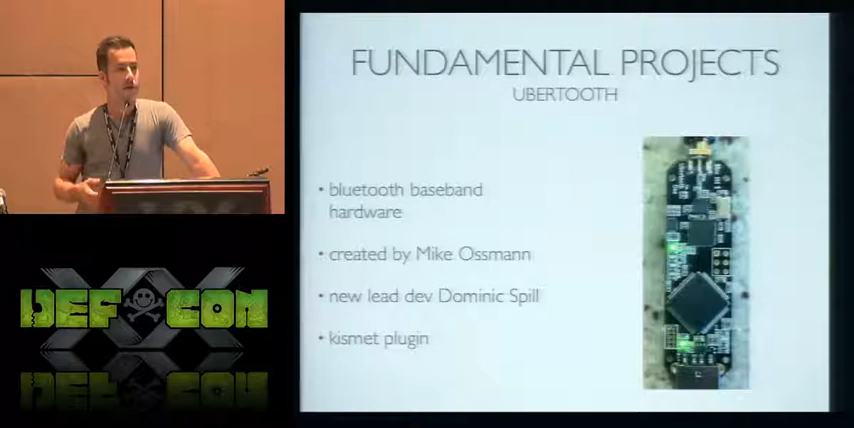 FUNDAMENTAL PROJECTS
UBERTOOTH
• bluetooth baseband
hardware
• created by Mike Ossmann
• new lead dev Dominic Spill
• kismet plugin
XX
DEF CON